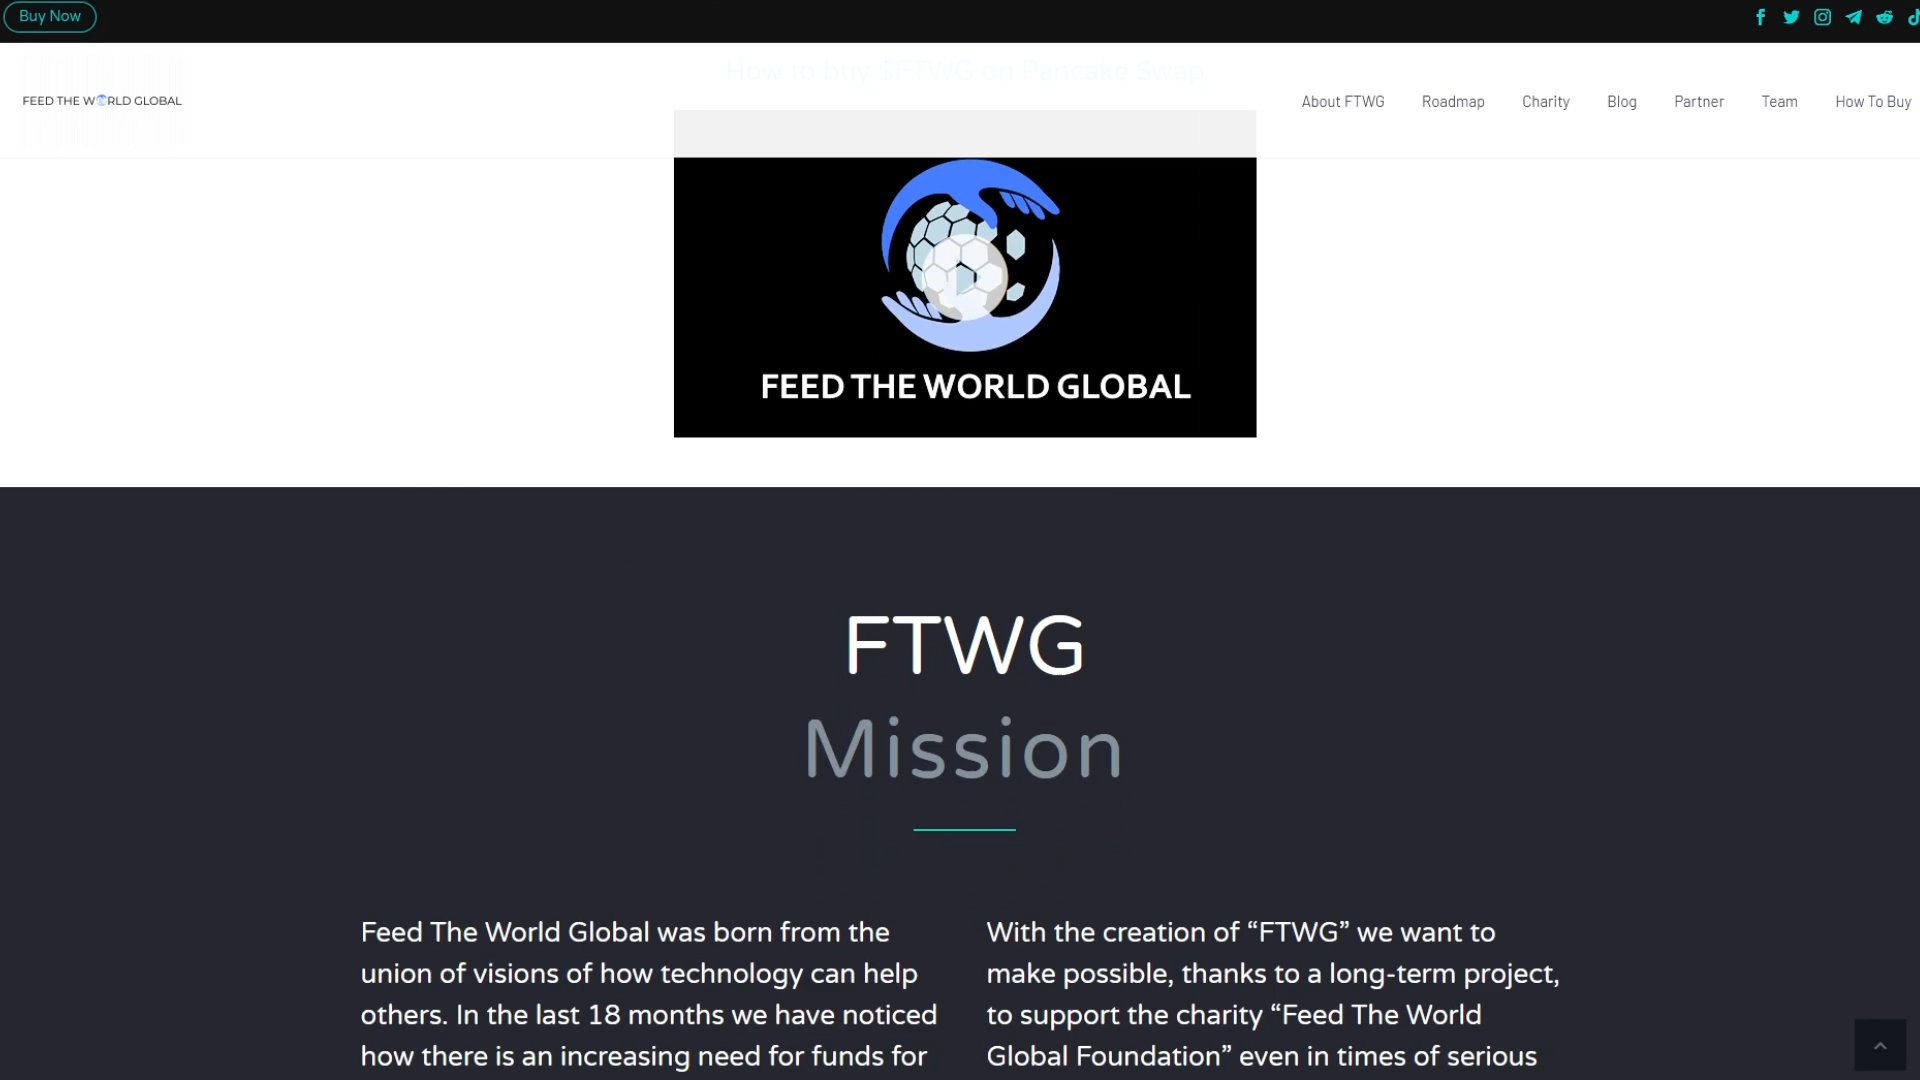 Buy Now
How to buy $FTWG on Pancake Swap
FEED THE WORLD GLOBAL
About FTWG
Roadmap
Charity
Blog
Partner
Team
How To Buy
FEED THE WORLD GLOBAL
FTWG
Mission
Feed The World Global was born from the
union of visions of how technology can help
others. In the last 18 months we have noticed
how there is an increasing need for funds for
With the creation of “FTWG” we want to
make possible, thanks to a long-term project,
to support the charity “Feed The World
Global Foundation” even in times of serious